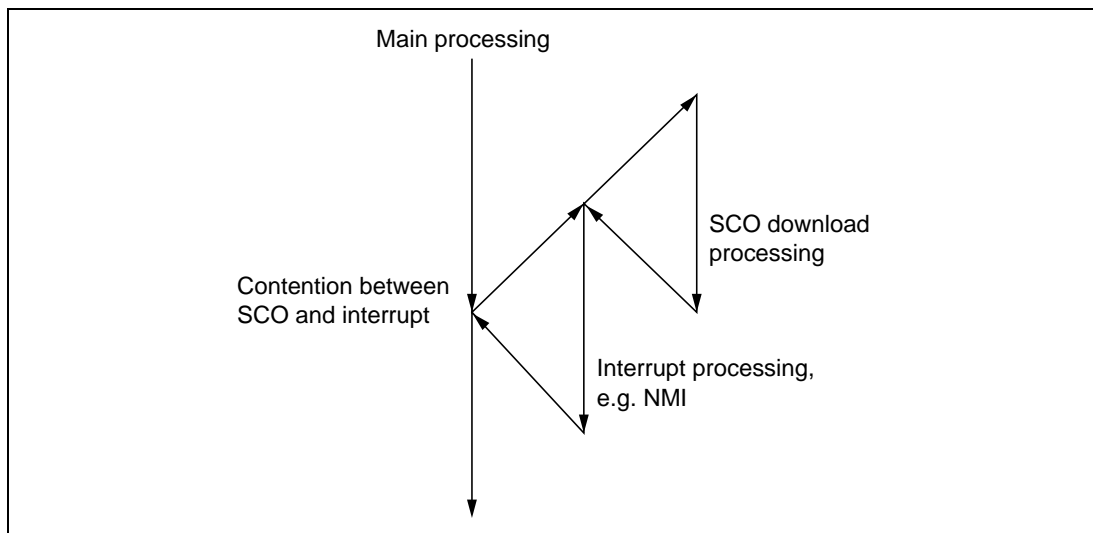 Main processing
SCO download
processing
Contention between
SCO and interrupt
Interrupt processing,
e.g. NMI